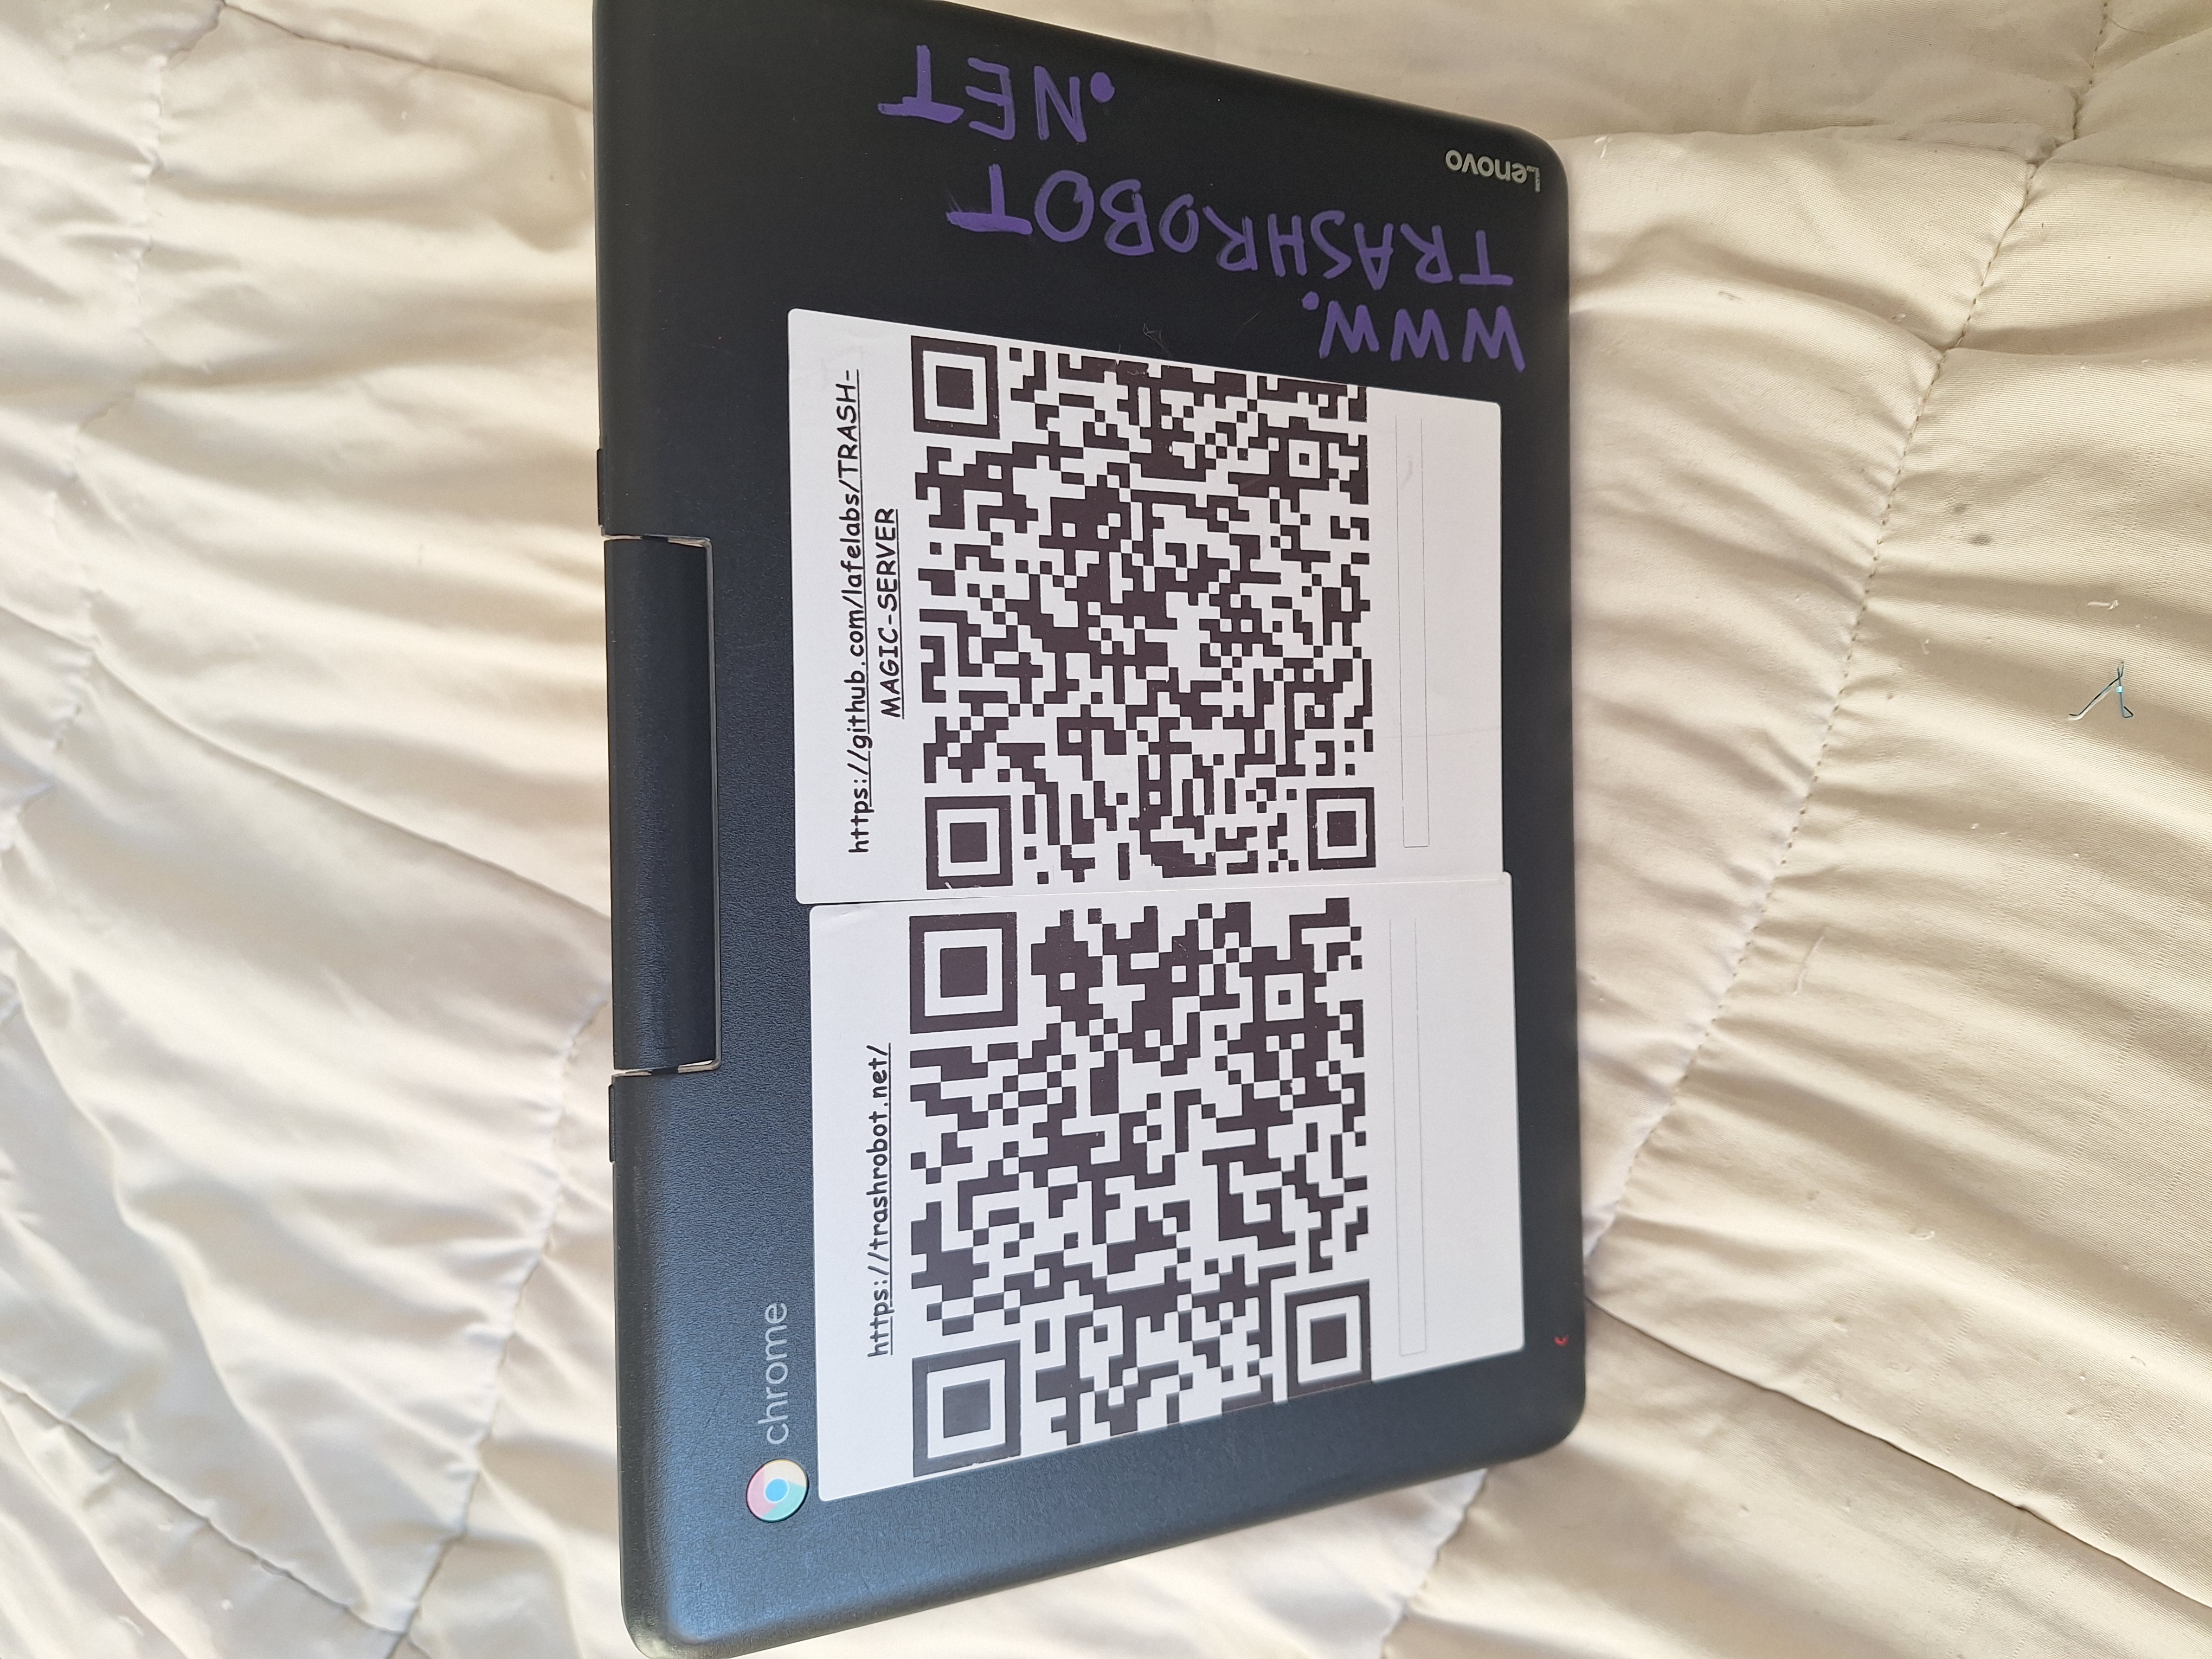 chrome
https://trashrobot.net/
https://github.com/lafelabs/TRASH-
MAGIC-SERVER
WWW.
TRASHROBOT
.NET
Lenovo